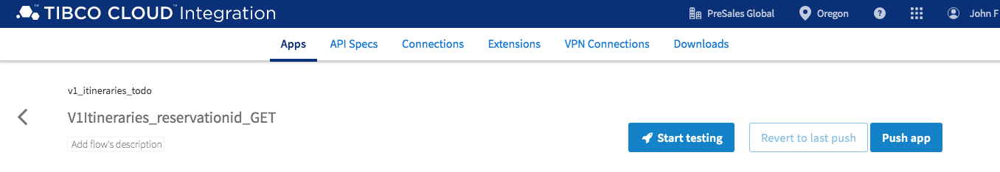 TIBCO CLOUD™ Integration PreSales Global Oregon ? John F
Apps API Specs Connections Extensions VPN Connections Downloads
v1_itineraries_todo
V1Itineraries_reservationid_GET
Add flow's description
Start testing Revert to last push Push app